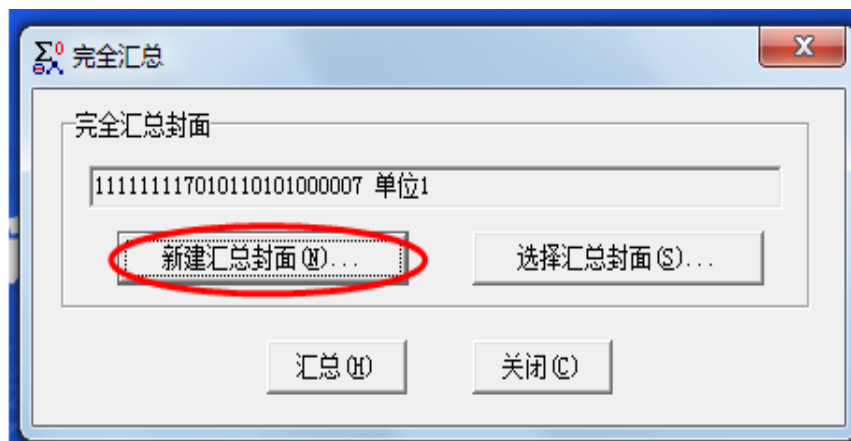 完全汇总
完全汇总封面
111111117010110101000007 单位1
新建汇总封面(N)...
选择汇总封面(S)...
汇总(H)
关闭(C)